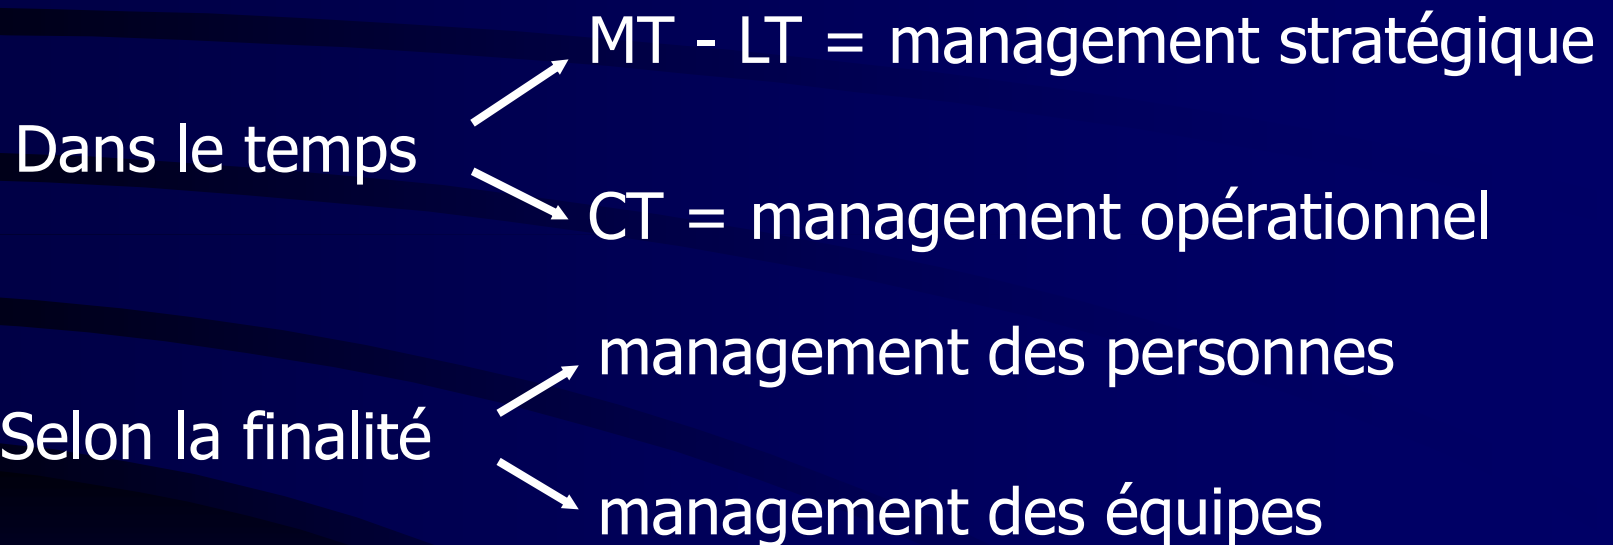 MT - LT = management stratégique
Dans le temps
CT = management opérationnel
management des personnes
Selon la finalité
management des équipes